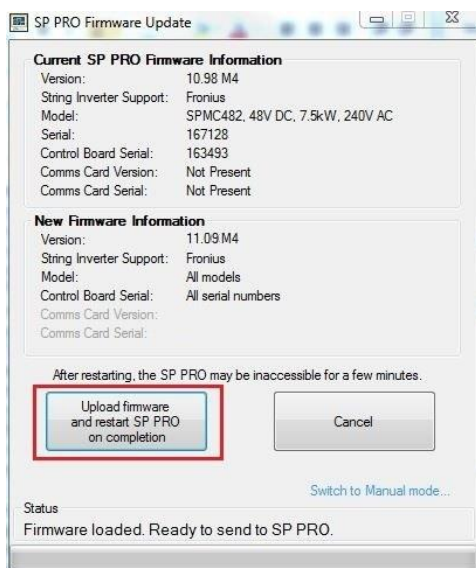 SP PRO Firmware Update
Current SP PRO Firmware Information
Version: 10.98 M4
String Inverter Support: Fronius
Model: SPMC482, 48V DC, 7.5kW, 240V AC
Serial: 167128
Control Board Serial: 163493
Comms Card Version: Not Present
Comms Card Serial: Not Present
New Firmware Information
Version: 11.09 M4
String Inverter Support: Fronius
Model: All models
Control Board Serial: All serial numbers
Comms Card Version:
Comms Card Serial:
After restarting, the SP PRO may be inaccessible for a few minutes.
Upload firmware
and restart SP PRO
on completion
Cancel
Switch to Manual mode...
Status
Firmware loaded. Ready to send to SP PRO.